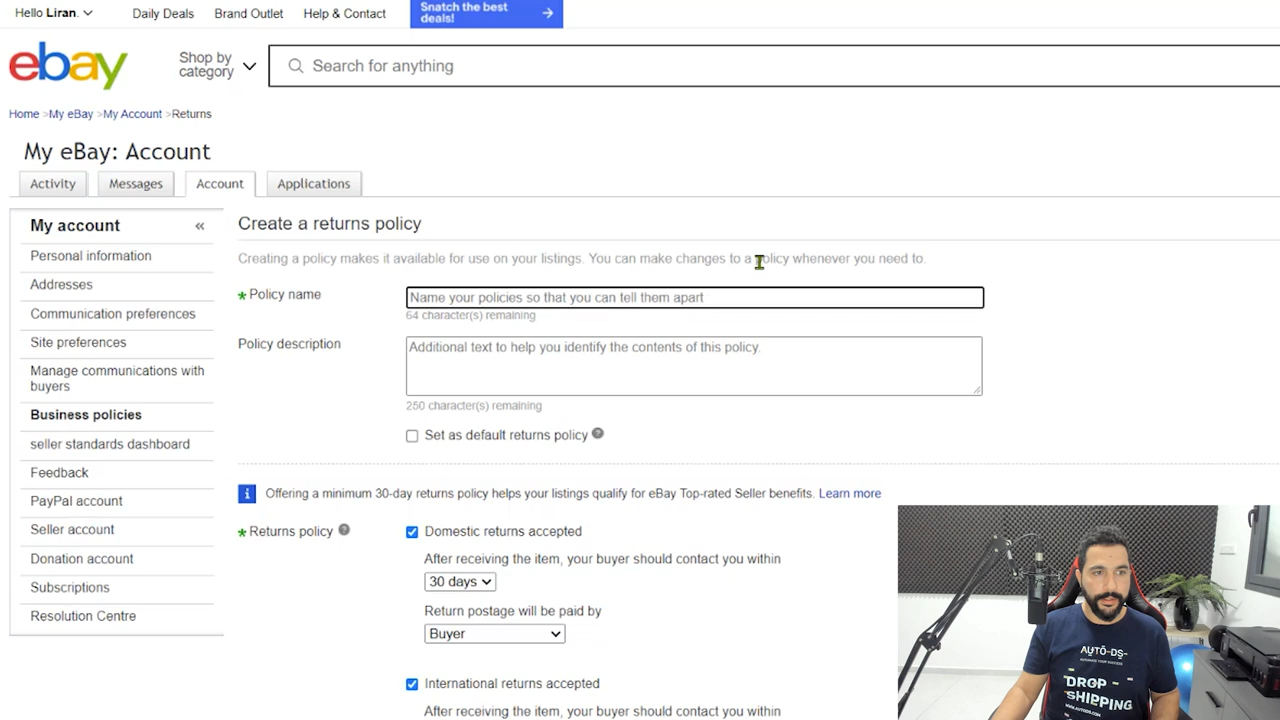 Hello Liran.
Daily Deals
Brand Outlet
Help & Contact
Snatch the best
deals!
ebay
Shop by
category
Search for anything
Home >My eBay >My Account >Returns
My eBay: Account
Activity
Messages
Account
Applications
My account
«
Personal information
Addresses
Communication preferences
Site preferences
Manage communications with
buyers
Business policies
seller standards dashboard
Feedback
PayPal account
Seller account
Donation account
Subscriptions
Resolution Centre
Create a returns policy
Creating a policy makes it available for use on your listings. You can make changes to a policy whenever you need to.
* Policy name
Name your policies so that you can tell them apart
64 character(s) remaining
Policy description
Additional text to help you identify the contents of this policy.
250 character(s) remaining
Set as default returns policy ?
i Offering a minimum 30-day returns policy helps your listings qualify for eBay Top-rated Seller benefits. Learn more
* Returns policy ?
Domestic returns accepted
After receiving the item, your buyer should contact you within
30 days
Return postage will be paid by
Buyer
International returns accepted
After receiving the item, your buyer should contact you within
AUTO-DS
AUTOMATE YOUR SUCCESS
DROP
SHIPPING
WWW.AUTODS.COM